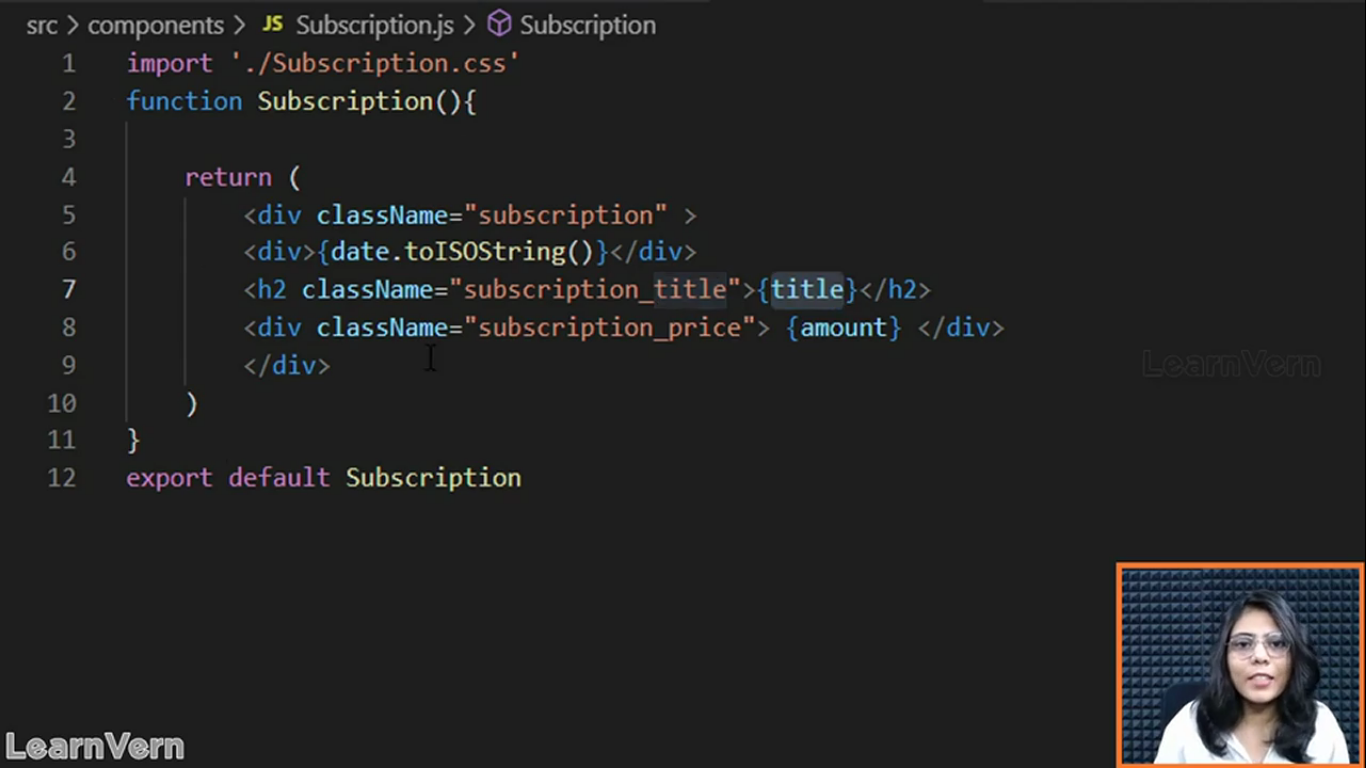 src > components > JS Subscription.js > Subscription
1 import './Subscription.css'
2 function Subscription(){
3
4 return (
5 <div className="subscription" >
6 <div>{date.toISOString()}</div>
7 <h2 className="subscription_title">{title}</h2>
8 <div className="subscription_price"> {amount} </div>
9 </div>
10 )
11 }
12 export default Subscription
LearnVern
LearnVern